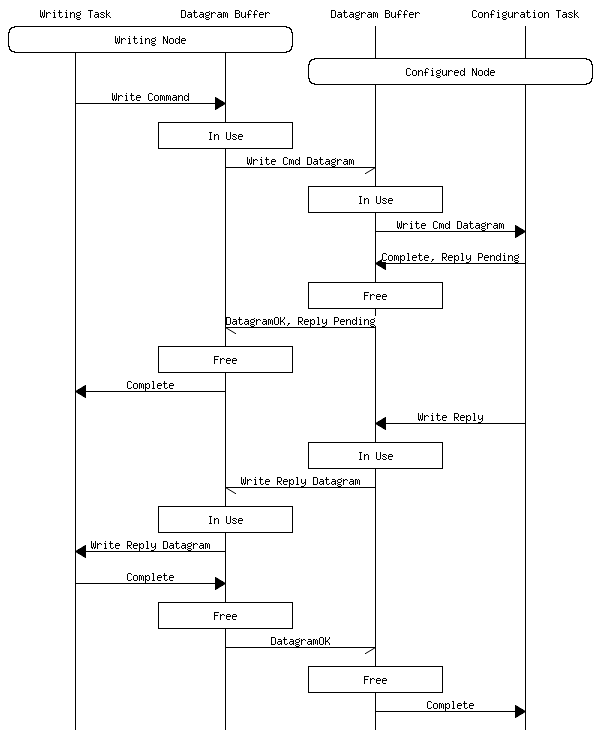 Writing Task Datagram Buffer Datagram Buffer Configuration Task
Writing Node
Configured Node
Write Command
In Use
Write Cmd Datagram
In Use
Write Cmd Datagram
Complete, Reply Pending
Free
DatagramOK, Reply Pending
Free
Complete
Write Reply
In Use
Write Reply Datagram
In Use
Write Reply Datagram
Complete
Free
DatagramOK
Free
Complete